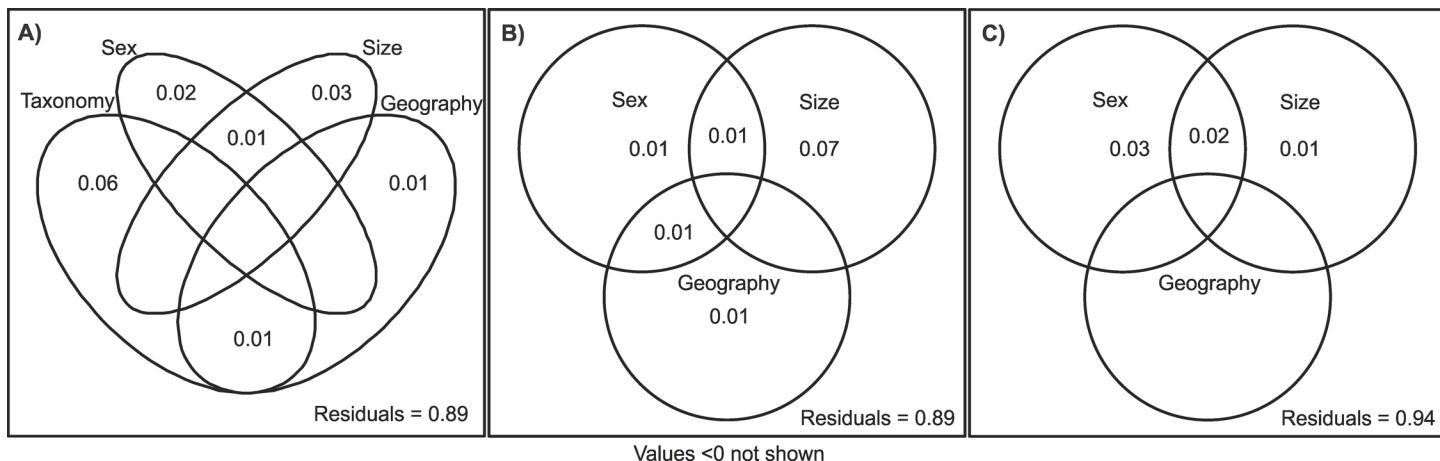 A)
Sex
Size
Taxonomy
Geography
0.02
0.03
0.01
0.06
0.01
0.01
Residuals = 0.89
B)
Sex
Size
0.01
0.01
0.07
0.01
Geography
0.01
Residuals = 0.89
C)
Sex
Size
0.03
0.02
0.01
Geography
Residuals = 0.94
Values <0 not shown